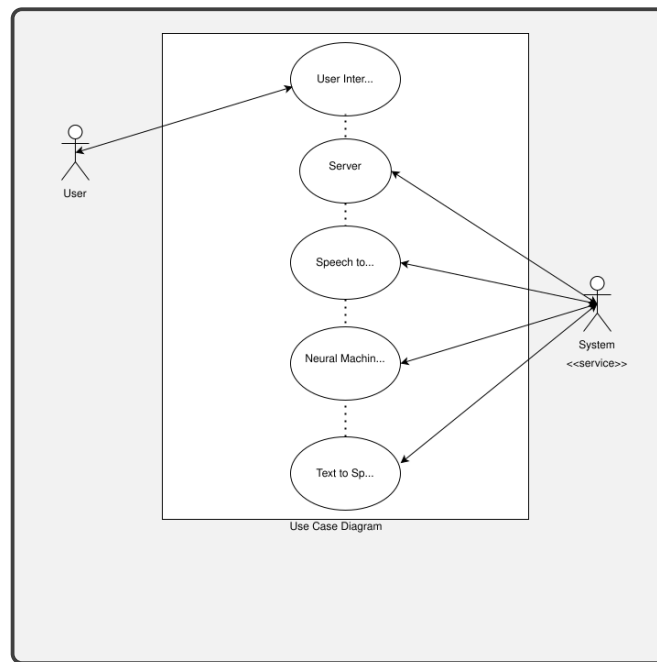 User Inter...
Server
User
Speech to...
System
<<service>>
Neural Machin...
Text to Sp...
Use Case Diagram